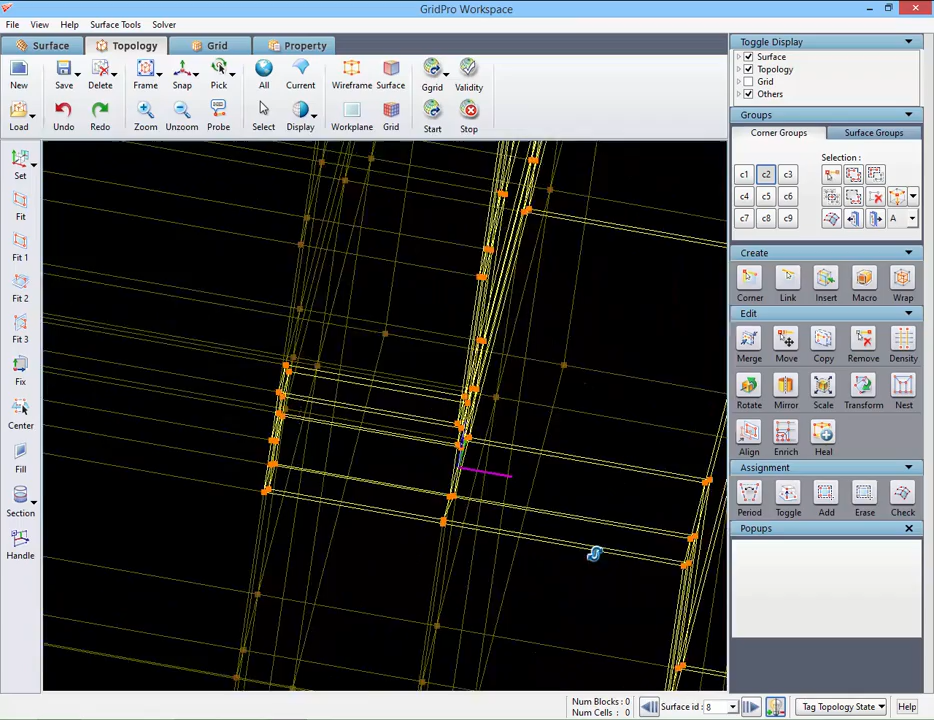 GridPro Workspace
File View Help Surface Tools Solver
Surface Topology Grid Property
New Save Delete Frame Snap Pick All Current Wireframe Surface Ggrid Validity
Load Undo Redo Zoom Unzoom Probe Select Display Workplane Grid Start Stop
Set
Fit
Fit 1
Fit 2
Fit 3
Fix
Center
Fill
Section
Handle
Toggle Display
Surface
Topology
Grid
Others
Groups
Corner Groups Surface Groups
Selection :
c1 c2 c3
c4 c5 c6
c7 c8 c9 A
Create
Corner Link Insert Macro Wrap
Edit
Merge Move Copy Remove Density
Rotate Mirror Scale Transform Nest
Align Enrich Heal
Assignment
Period Toggle Add Erase Check
Popups
Num Blocks: 0
Num Cells: 0
Surface id: 8
Tag Topology State
Help